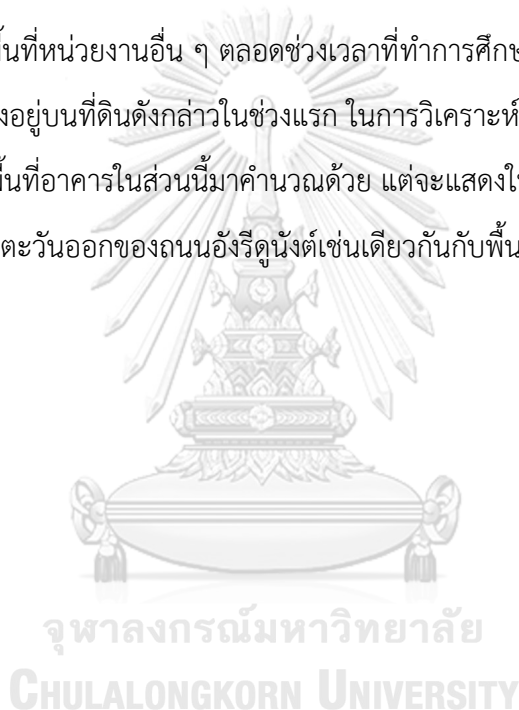 พื้นที่หน่วยงานอื่น ๆ ตลอดช่วงเวลาที่ทำการศึกษ
งอยู่บนที่ดินดังกล่าวในช่วงแรก ในการวิเคราะห์
พื้นที่อาคารในส่วนนี้มาคำนวณด้วย แต่จะแสดงใน
ตะวันออกของถนนอังรีดูนังต์เช่นเดียวกันกับพื้น
จุฬาลงกรณ์มหาวิทยาลัย
CHULALONGKORN UNIVERSITY